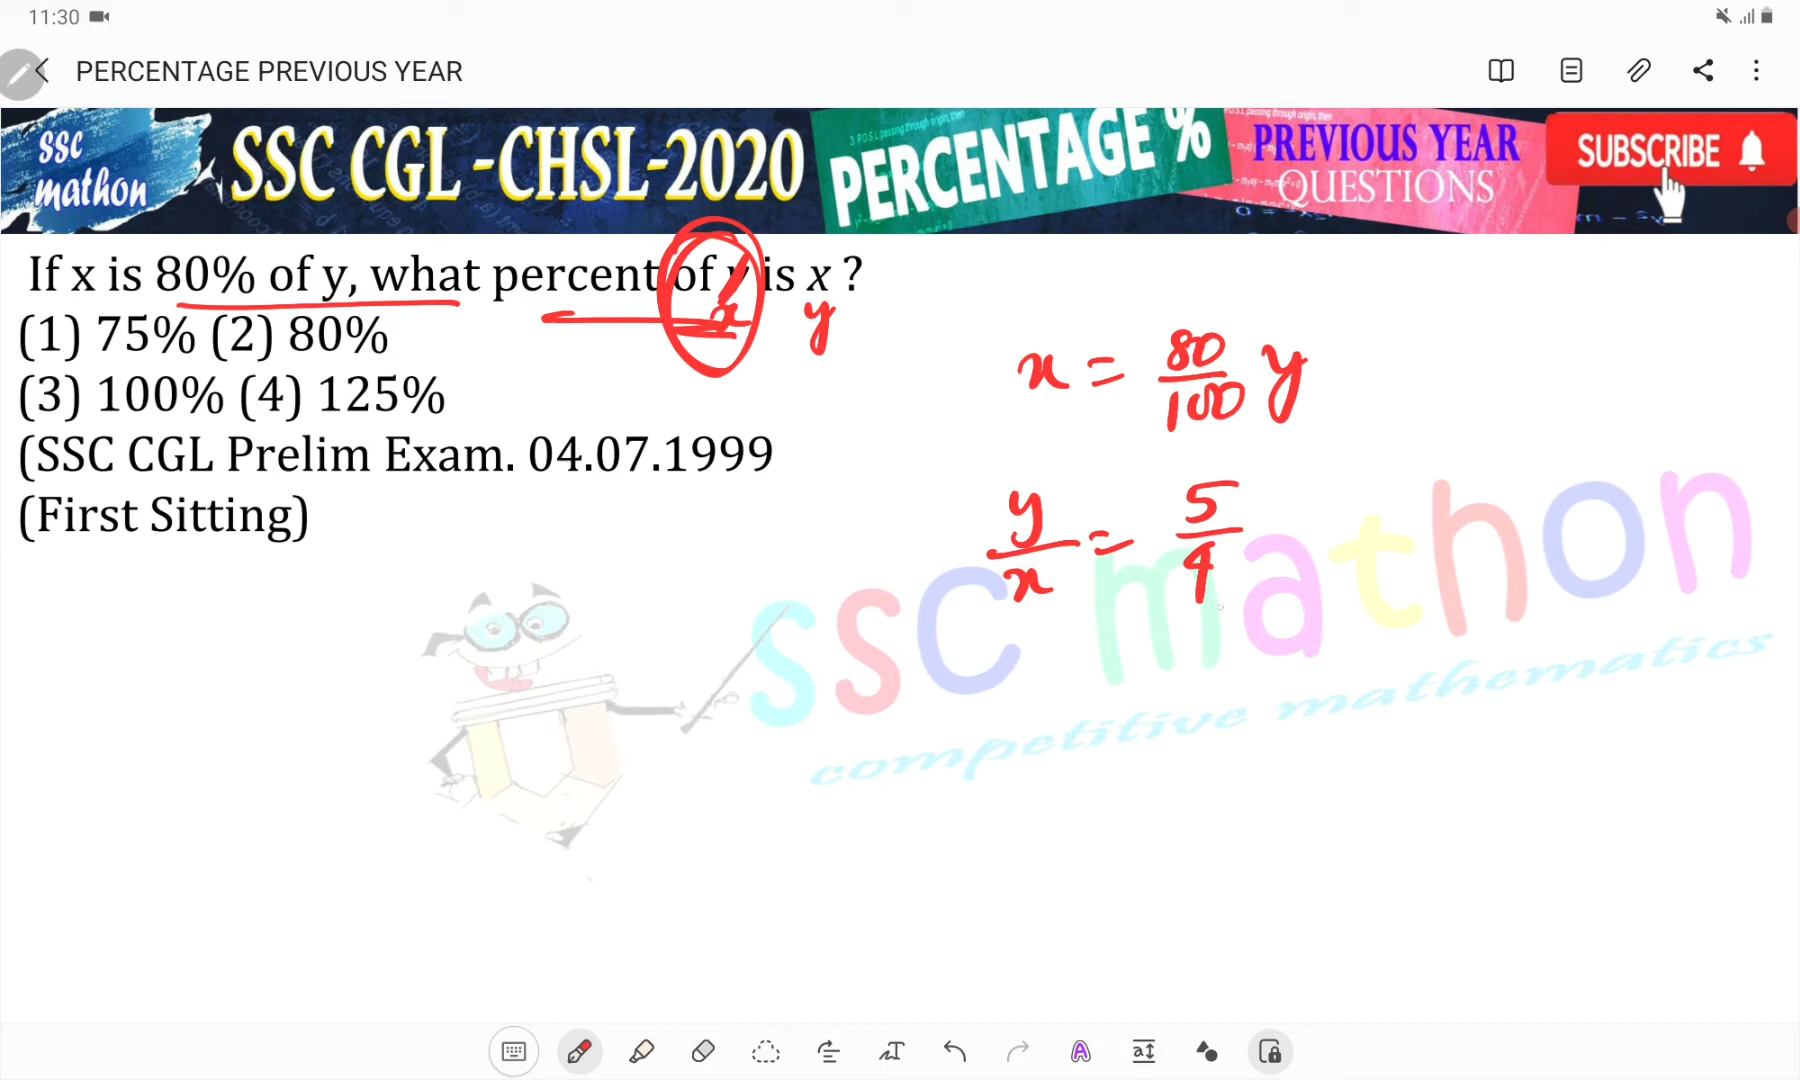 11:30
PERCENTAGE PREVIOUS YEAR
ssc mathon
SSC CGL -CHSL-2020
PERCENTAGE %
PREVIOUS YEAR
QUESTIONS
SUBSCRIBE
If x is 80% of y, what percent of y is x ?
x y
(1) 75% (2) 80%
(3) 100% (4) 125%
(SSC CGL Prelim Exam. 04.07.1999
(First Sitting)
x = 80/100 y
y/x = 5/4
ssc mathon
competitive mathematics